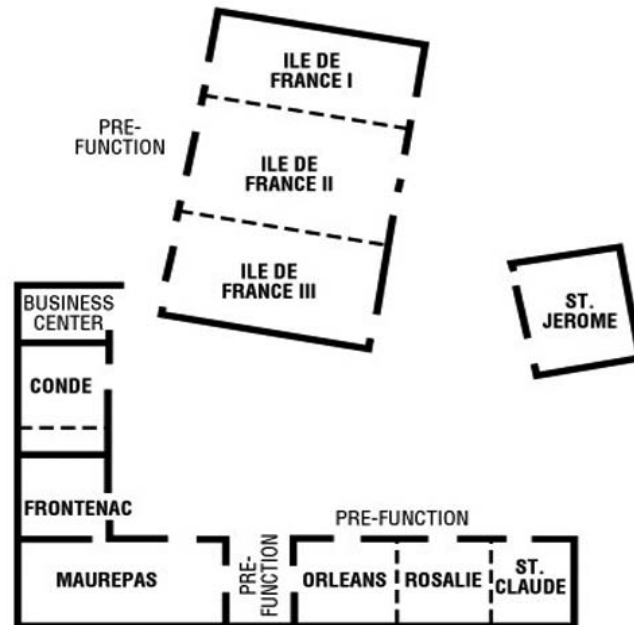 ILE DE
FRANCE I
PRE-
FUNCTION
ILE DE
FRANCE II
ILE DE
FRANCE III
ST.
JEROME
BUSINESS
CENTER
CONDE
FRONTENAC
MAUREPAS
PRE-
FUNCTION
PRE-FUNCTION
ORLEANS
ROSALIE
ST.
CLAUDE